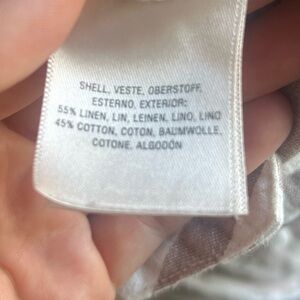 SHELL, VESTE, OBERSTOFF,
ESTERNO, EXTERIOR:
55% LINEN, LIN, LEINEN, LINO, LINO
45% COTTON, COTON, BAUMWOLLE,
COTONE, ALGODÓN